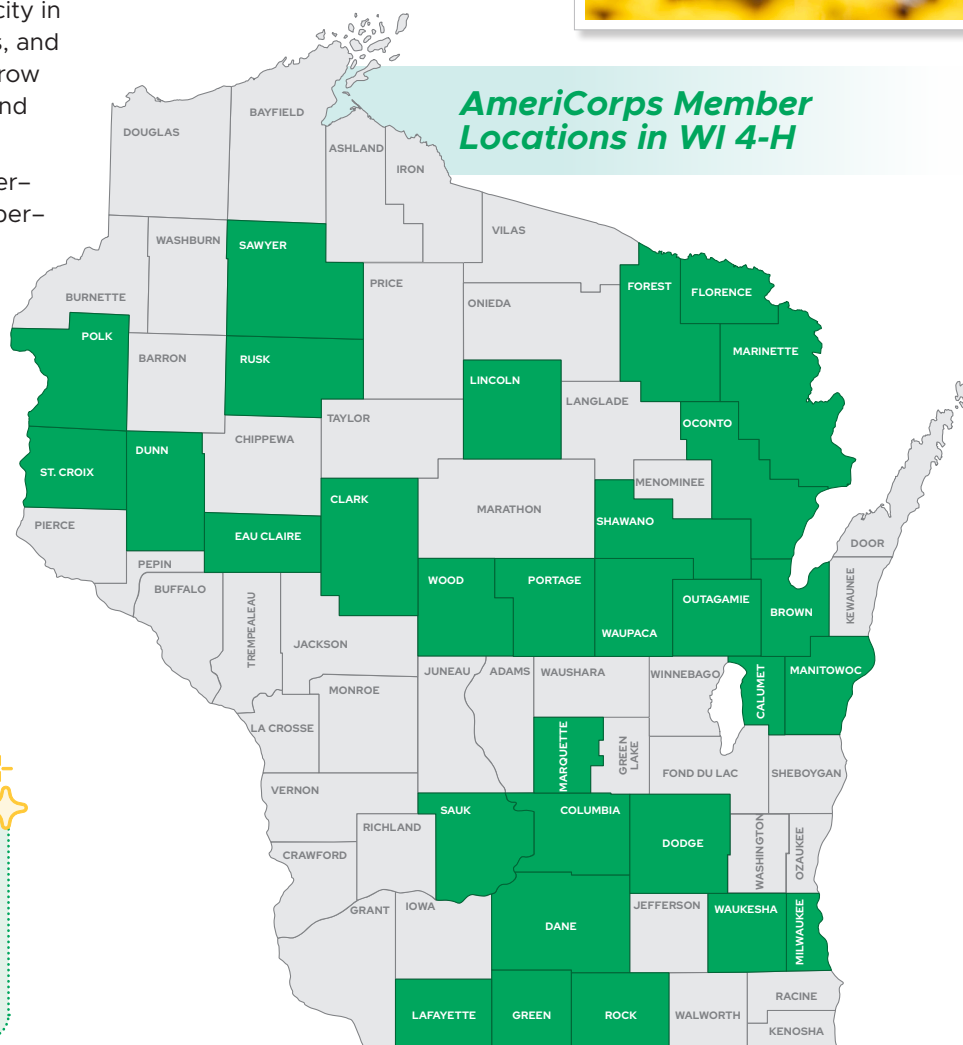 city in
s, and
row
nd
er–
per–
AmeriCorps Member
Locations in WI 4-H
DOUGLAS
BAYFIELD
ASHLAND
IRON
VILAS
WASHBURN
SAWYER
BURNETTE
PRICE
ONIEDA
FOREST
FLORENCE
POLK
BARRON
RUSK
MARINETTE
LINCOLN
LANGLADE
TAYLOR
OCONTO
CHIPPEWA
DUNN
ST. CROIX
CLARK
MENOMINEE
MARATHON
SHAWANO
PIERCE
EAU CLAIRE
DOOR
PEPIN
BUFFALO
WOOD
PORTAGE
KEWAUNEE
OUTAGAMIE
BROWN
TREMPEALEAU
WAUPACA
JACKSON
JUNEAU
ADAMS
WAUSHARA
WINNEBAGO
CALUMET
MANITOWOC
MONROE
LA CROSSE
MARQUETTE
GREEN
LAKE
FOND DU LAC
SHEBOYGAN
VERNON
SAUK
COLUMBIA
RICHLAND
DODGE
WASHINGTON
OZAUKEE
CRAWFORD
GRANT
IOWA
JEFFERSON
WAUKESHA
MILWAUKEE
DANE
RACINE
LAFAYETTE
GREEN
ROCK
WALWORTH
KENOSHA